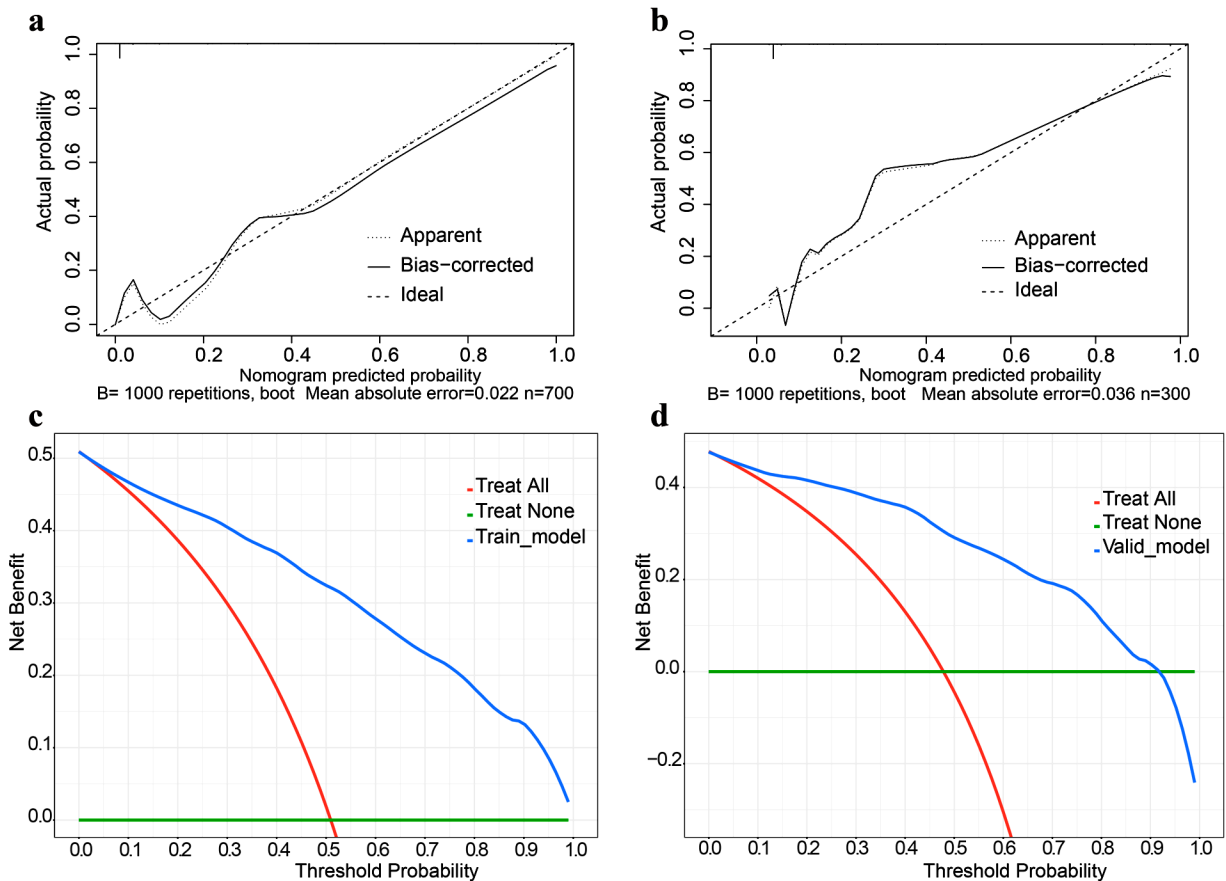 a
1.0
0.8
0.6
0.4
0.2
0.0
Actual probaility
Apparent
Bias-corrected
Ideal
0.0 0.2 0.4 0.6 0.8 1.0
Nomogram predicted probaility
B= 1000 repetitions, boot Mean absolute error=0.022 n=700
b
1.0
0.8
0.6
0.4
0.2
0.0
Actual probaility
Apparent
Bias-corrected
Ideal
0.0 0.2 0.4 0.6 0.8 1.0
Nomogram predicted probaility
B= 1000 repetitions, boot Mean absolute error=0.036 n=300
c
0.5
0.4
0.3
0.2
0.1
0.0
Net Benefit
Treat All
Treat None
Train_model
0.0 0.1 0.2 0.3 0.4 0.5 0.6 0.7 0.8 0.9 1.0
Threshold Probability
d
0.4
0.2
0.0
−0.2
Net Benefit
Treat All
Treat None
Valid_model
0.0 0.1 0.2 0.3 0.4 0.5 0.6 0.7 0.8 0.9 1.0
Threshold Probability